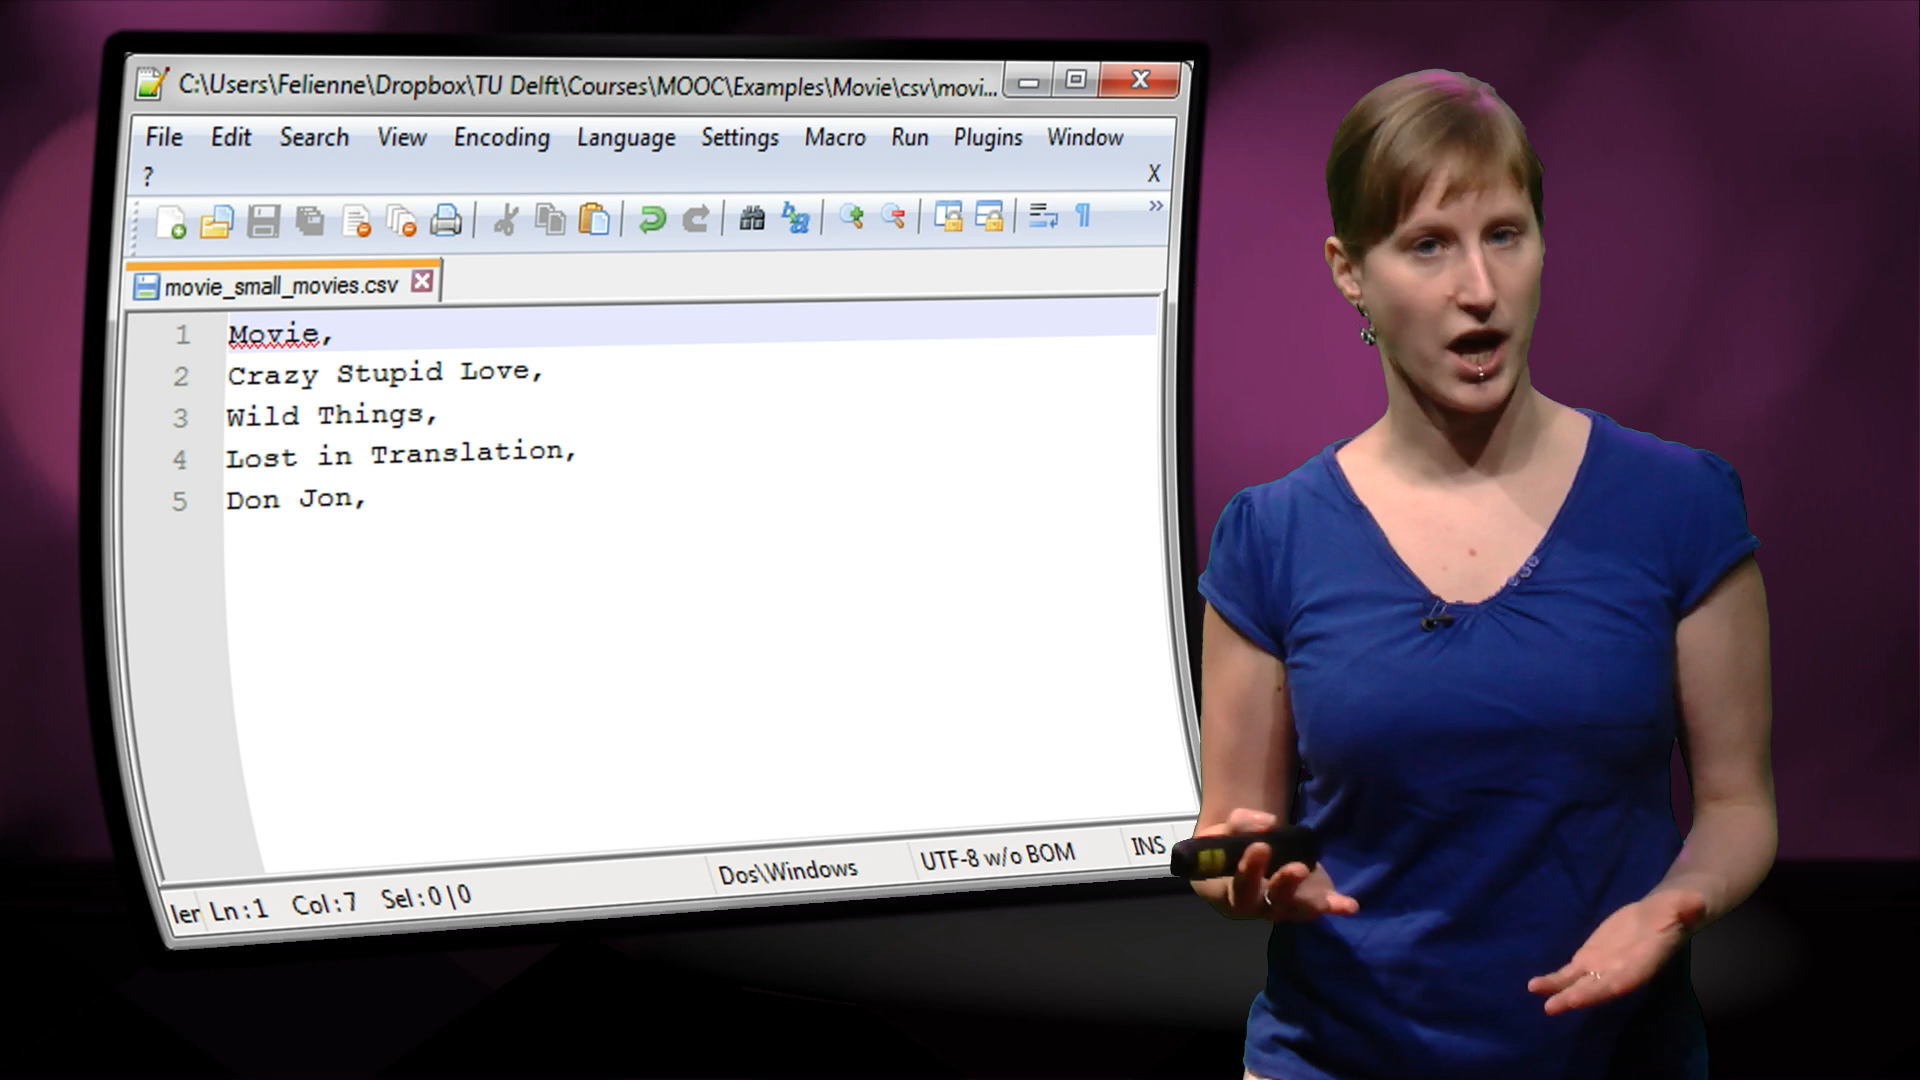 C:\Users\Felienne\Dropbox\TU Delft\Courses\MOOC\Examples\Movie\csv\movi...
File Edit Search View Encoding Language Settings Macro Run Plugins Window
? X
movie_small_movies.csv
1 Movie,
2 Crazy Stupid Love,
3 Wild Things,
4 Lost in Translation,
5 Don Jon,
ler Ln:1 Col:7 Sel:0|0 Dos\Windows UTF-8 w/o BOM INS